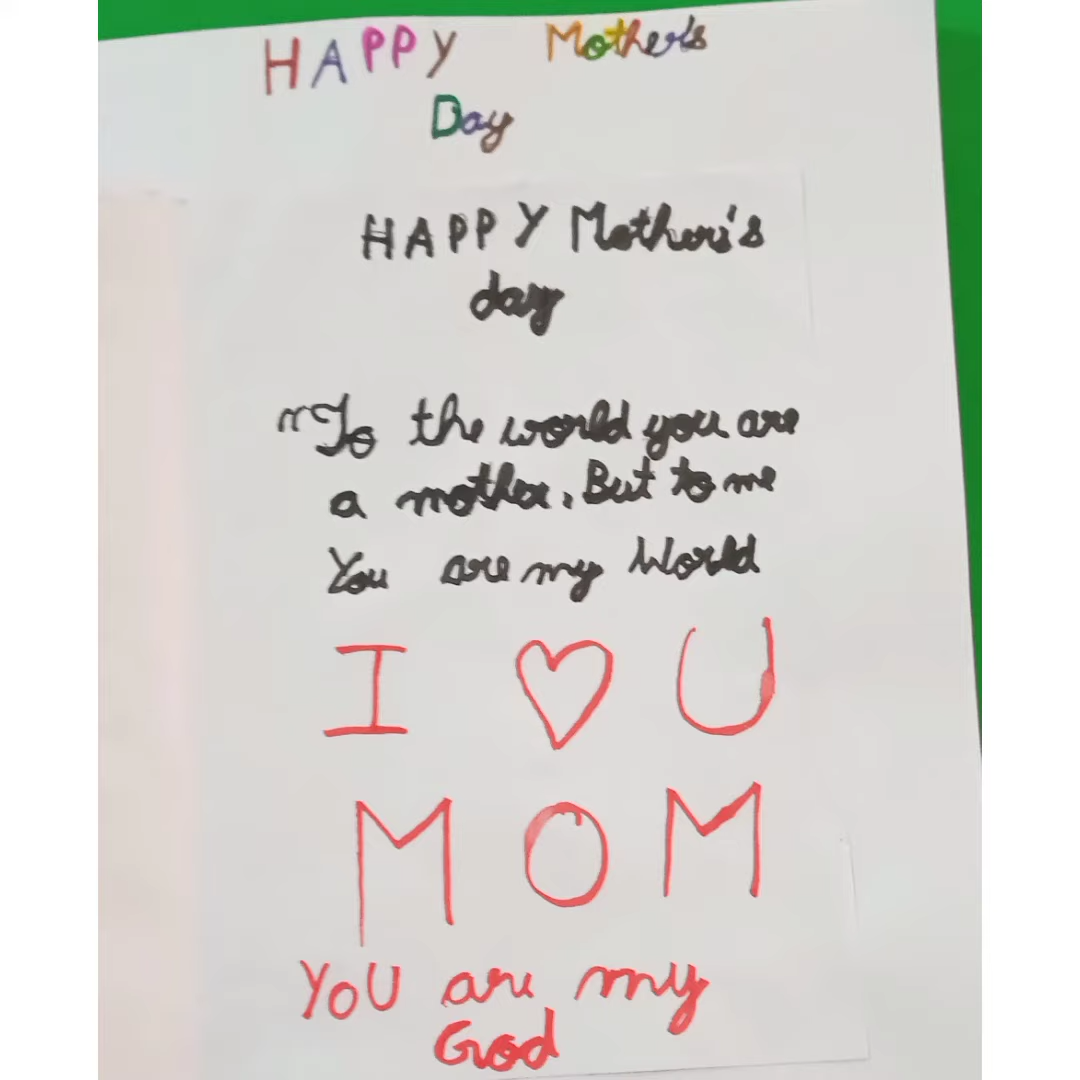 HAPPY Mother's
Day
HAPPY Mother's
day
"To the world you are
a mother. But to me
You are my World
I ♡ U
MOM
YOU are my
God